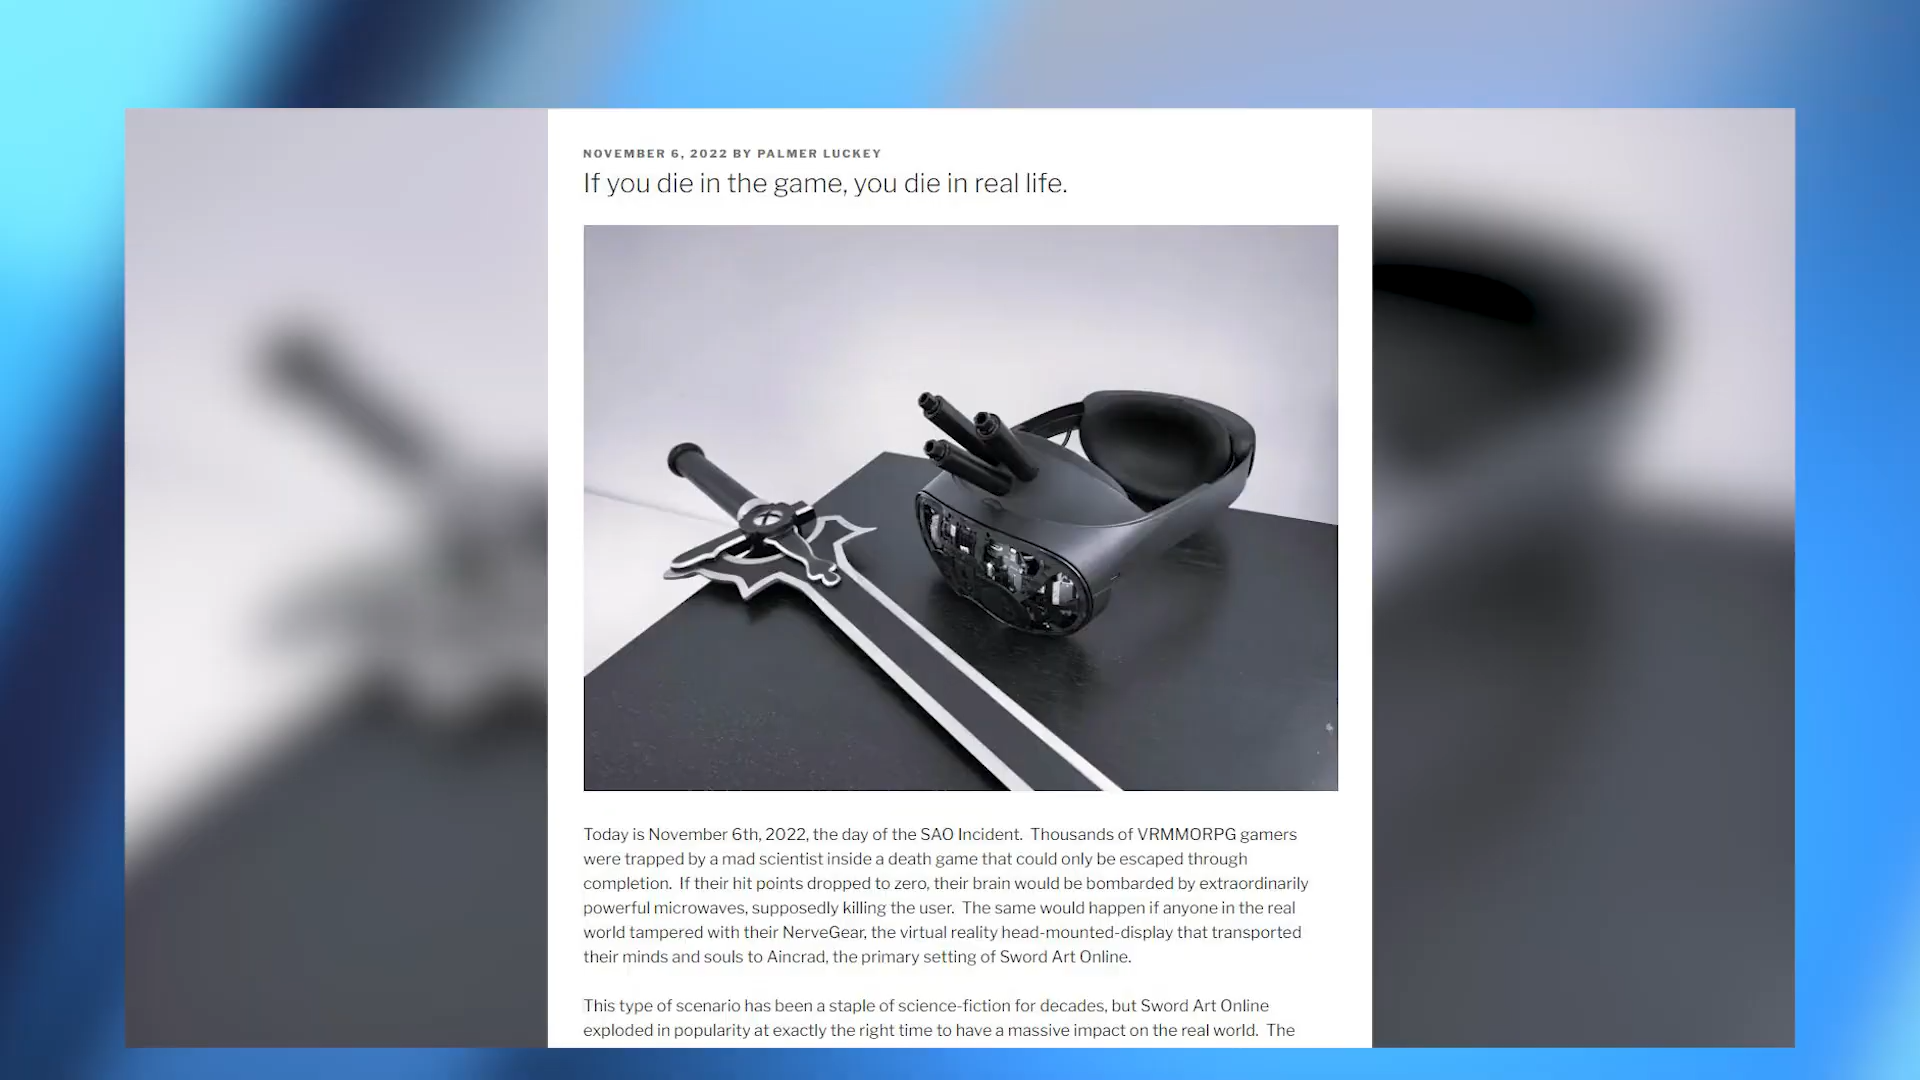 NOVEMBER 6, 2022 BY PALMER LUCKEY
If you die in the game, you die in real life.
Today is November 6th, 2022, the day of the SAO Incident.  Thousands of VRMMORPG gamers
were trapped by a mad scientist inside a death game that could only be escaped through
completion.  If their hit points dropped to zero, their brain would be bombarded by extraordinarily
powerful microwaves, supposedly killing the user.  The same would happen if anyone in the real
world tampered with their NerveGear, the virtual reality head-mounted-display that transported
their minds and souls to Aincrad, the primary setting of Sword Art Online.
This type of scenario has been a staple of science-fiction for decades, but Sword Art Online
exploded in popularity at exactly the right time to have a massive impact on the real world.  The